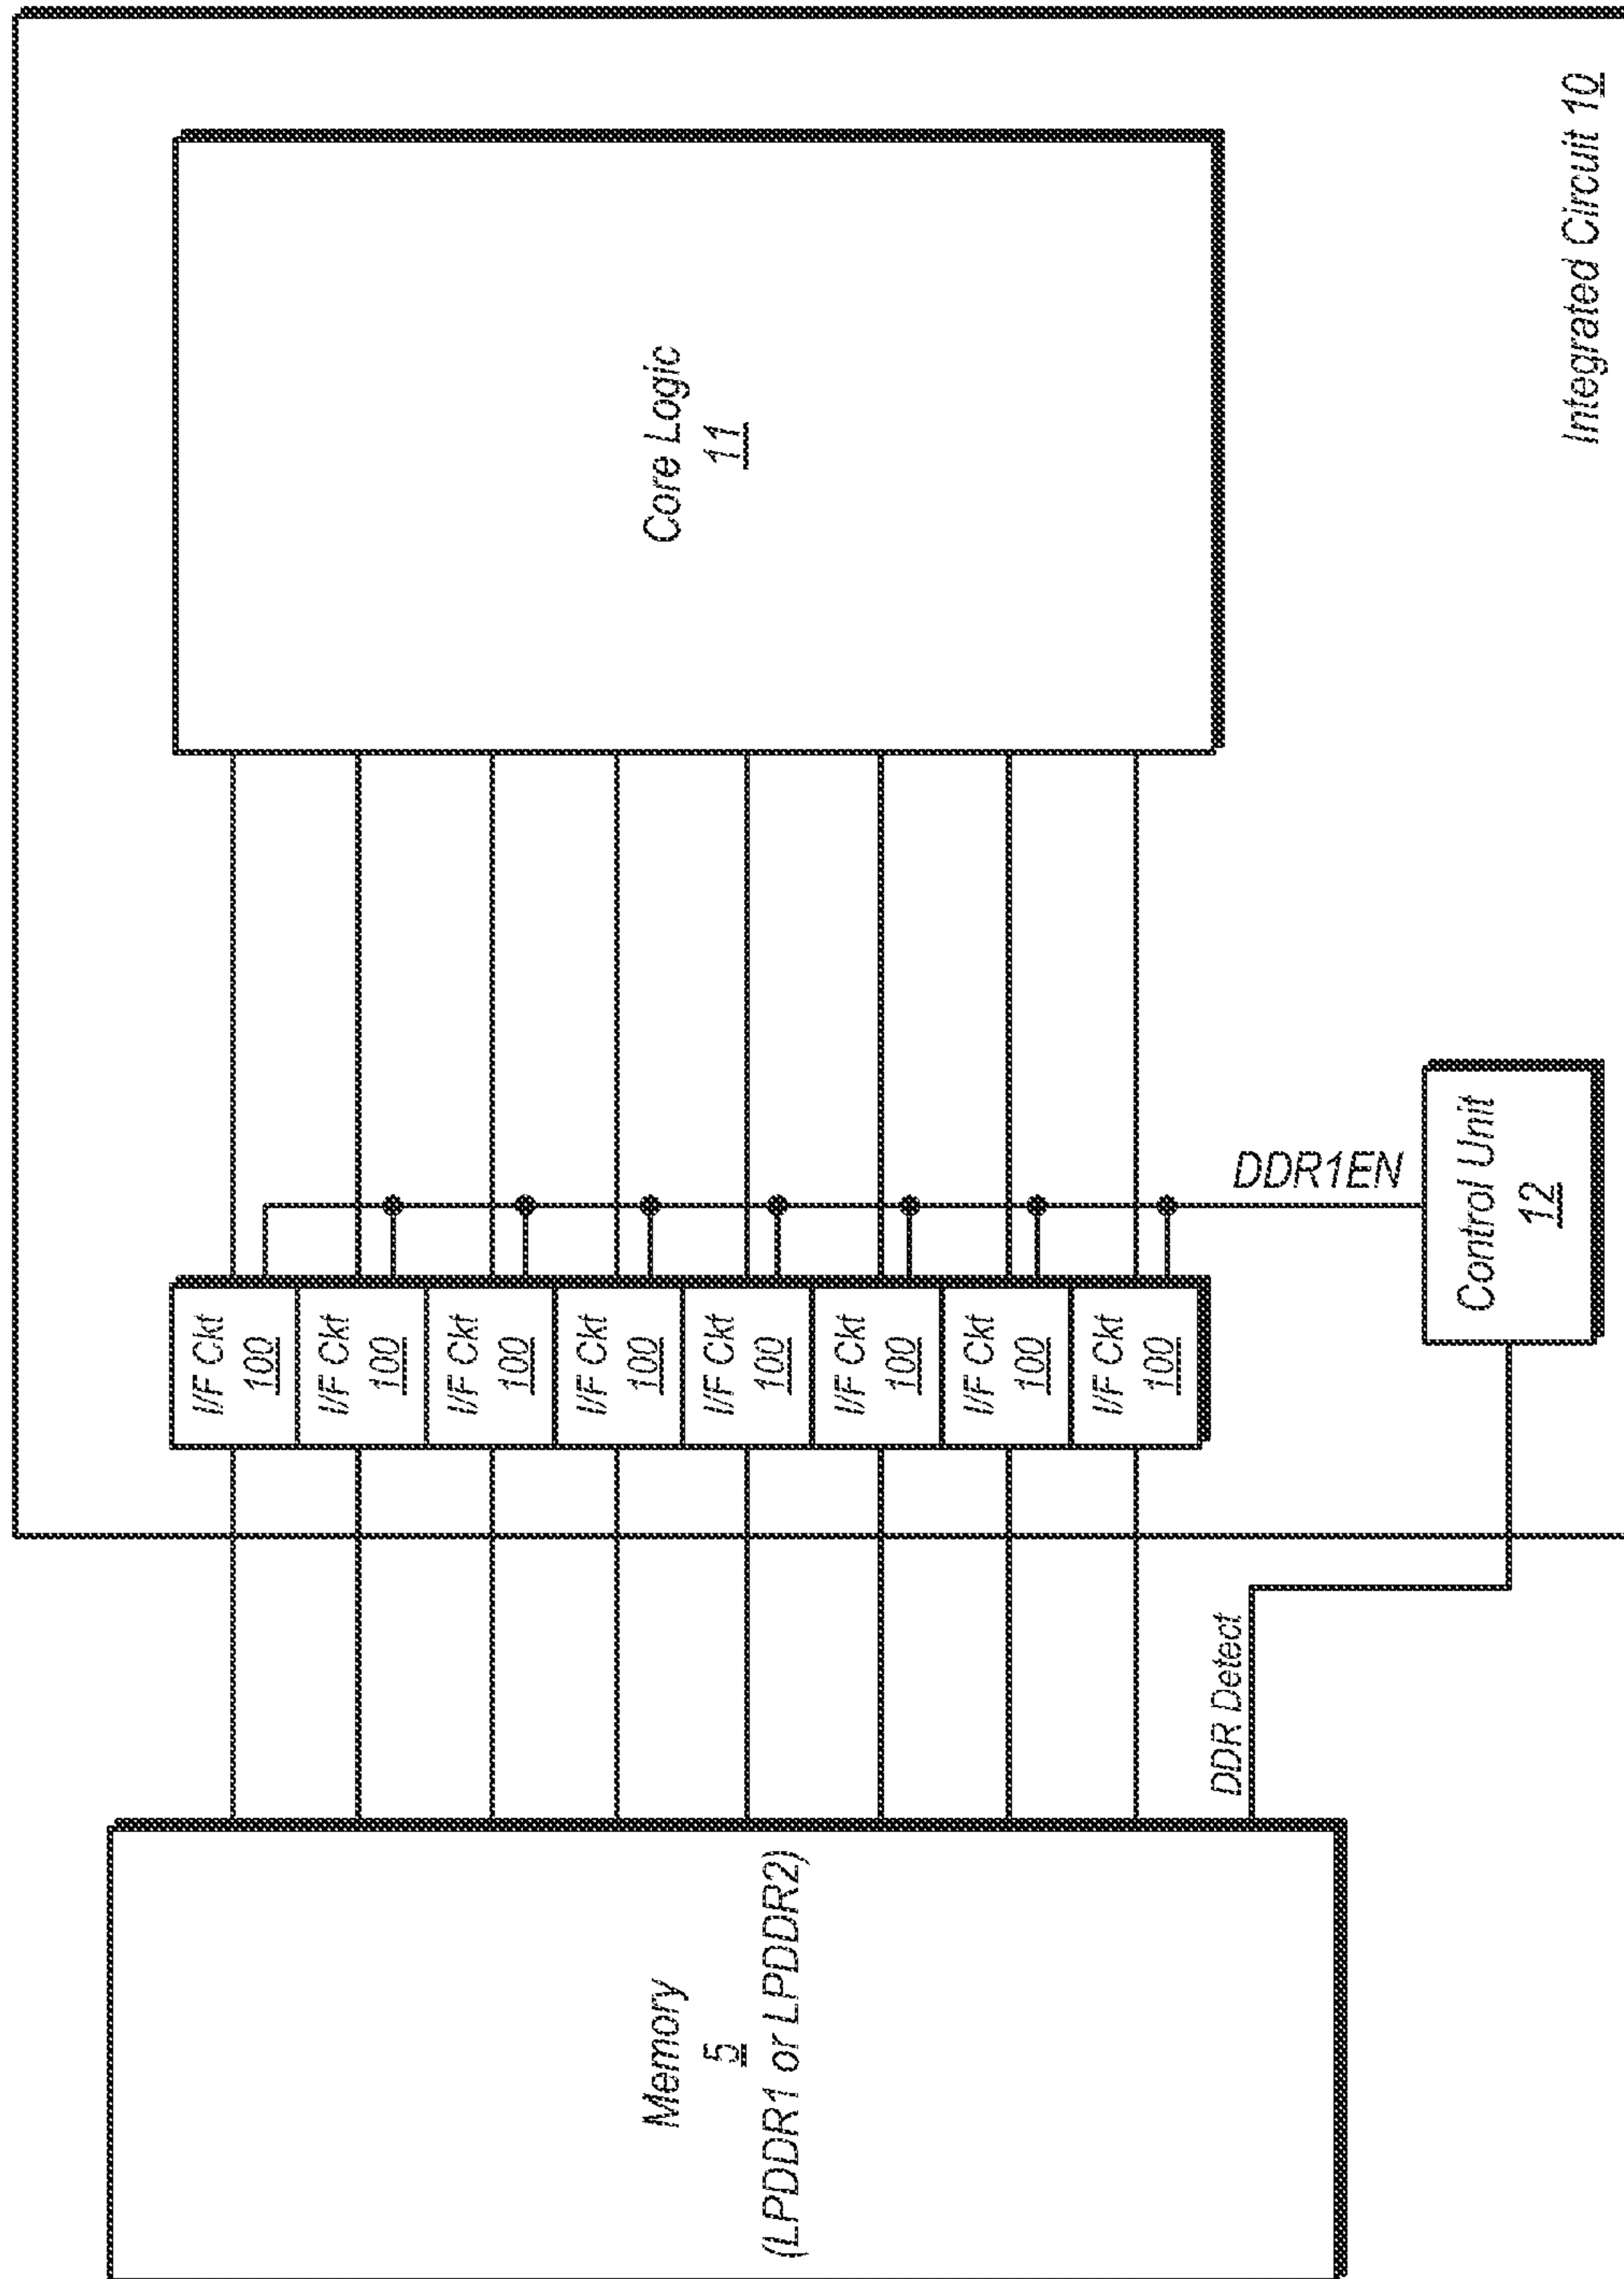 Memory
5
(LPDDR1 or LPDDR2)
DDR Detect
I/F Ckt
100
I/F Ckt
100
I/F Ckt
100
I/F Ckt
100
I/F Ckt
100
I/F Ckt
100
I/F Ckt
100
I/F Ckt
100
DDR1EN
Control Unit
12
Core Logic
11
Integrated Circuit 10